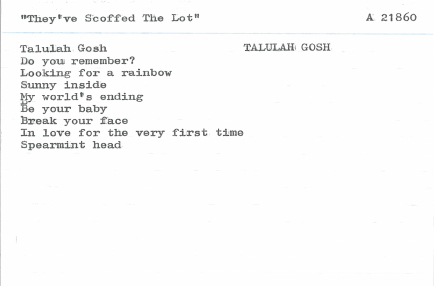 "They've Scoffed The Lot" A 21860
Talulah Gosh TALULAH GOSH
Do you remember?
Looking for a rainbow
Sunny inside
My world's ending
Be your baby
Break your face
In love for the very first time
Spearmint head